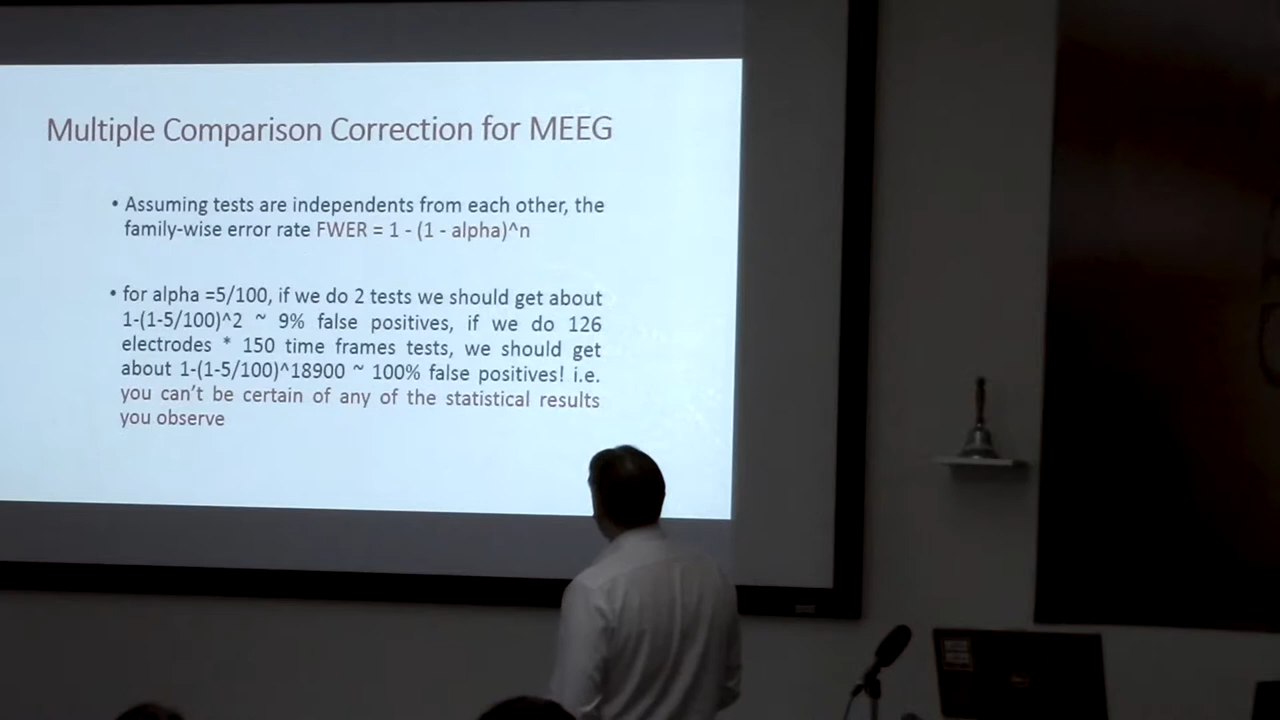 Multiple Comparison Correction for MEEG
• Assuming tests are independents from each other, the
family-wise error rate FWER = 1 - (1 - alpha)^n
• for alpha =5/100, if we do 2 tests we should get about
1-(1-5/100)^2 ~ 9% false positives, if we do 126
electrodes * 150 time frames tests, we should get
about 1-(1-5/100)^18900 ~ 100% false positives! i.e.
you can't be certain of any of the statistical results
you observe